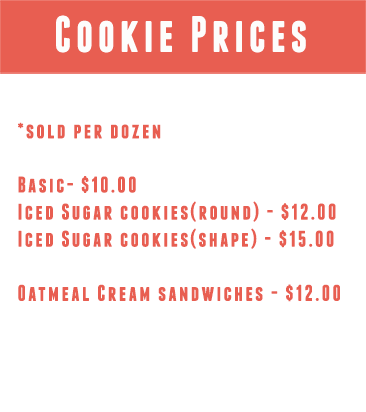 Cookie Prices
*sold per dozen
Basic- $10.00
Iced Sugar cookies(round) - $12.00
Iced Sugar cookies(shape) - $15.00
Oatmeal Cream sandwiches - $12.00